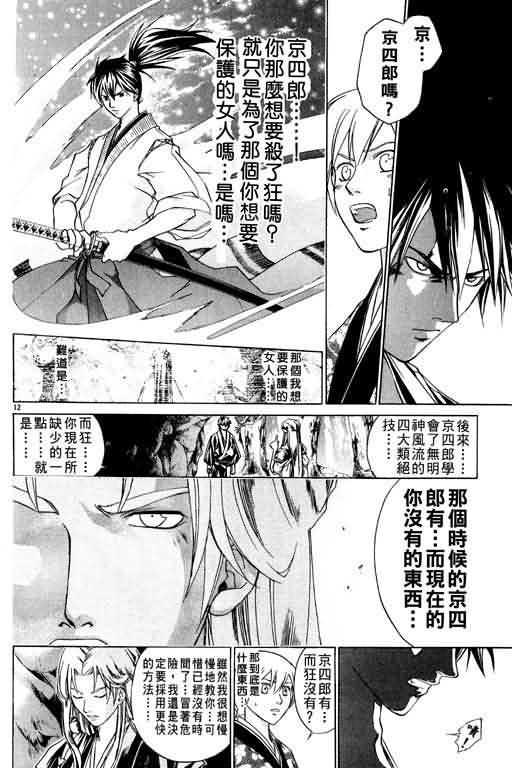 京…
京四郎嗎?
京四郎……!
你那麼想要殺了狂嗎?
就只是為了那個你想要
保護的女人嗎…是嗎…
那個我想
要保護的
女人…
難道是…
12
後來…
京四郎學
會了無明
神風流的
四大類絕
技…
而狂…
你現在所
缺少的一
點…就
是…
那個時候的京四
郎有…而現在的
你沒有的東西…
京四郎有…
而狂沒有?
那到底是
什麼東西…
雖然我很想慢
慢地教你…可
惜已經沒有時
間了…冒著危
險,我還是決
定要採用更快
的方法…